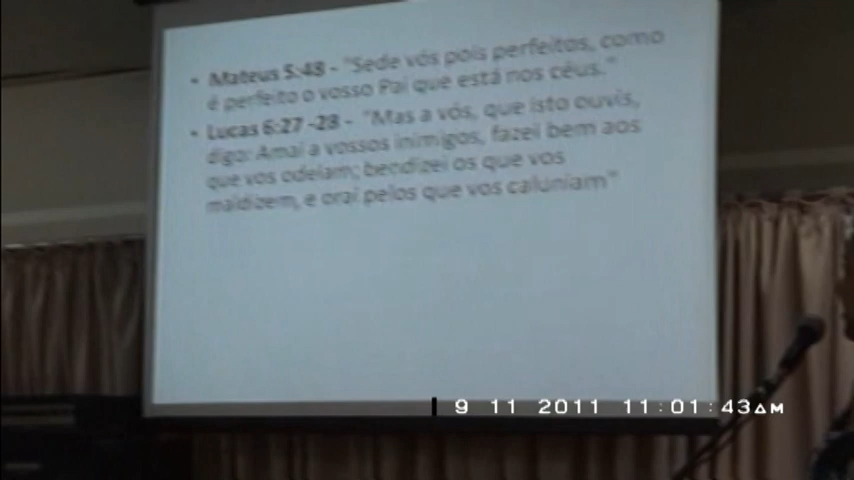 • Mateus 5:48 - "Sede vós pois perfeitos, como
é perfeito o vosso Pai que está nos céus."
• Lucas 6:27 -28 - "Mas a vós, que isto ouvis,
digo: Amai a vossos inimigos, fazei bem aos
que vos odeiam; bendizei os que vos
maldizem, e orai pelos que vos caluniam"
9 11 2011 11:01:43AM